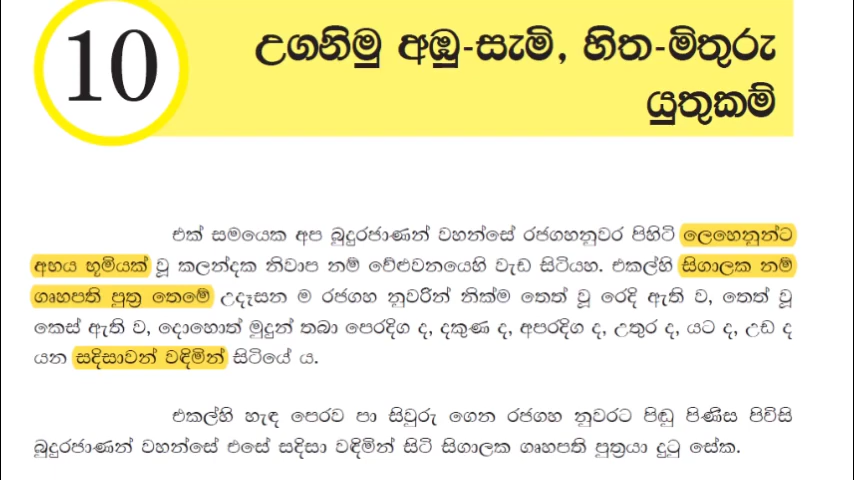 10
උගනිමු අඹු-සැමි, හිත-මිතුරු
යුතුකම්
එක් සමයෙක අප බුදුරජාණන් වහන්සේ රජගහනුවර පිහිටි ලෙහෙනුන්ට
අභය භූමියක් වූ කලන්දක නිවාප නම් වේළුවනයෙහි වැඩ සිටියහ. එකල්හි සිගාලක නම්
ගෘහපති පුත්‍ර තෙමේ උදෑසන ම රජගහ නුවරින් නික්ම තෙත් වූ රෙදි ඇති ව, තෙත් වූ
කෙස් ඇති ව, දොහොත් මුදුන් තබා පෙරදිග ද, දකුණ ද, අපරදිග ද, උතුර ද, යට ද, උඩ ද
යන සදිසාවන් වඳිමින් සිටියේ ය.
එකල්හි හැඳ පෙරව පා සිවුරු ගෙන රජගහ නුවරට පිඬු පිණිස පිවිසි
බුදුරජාණන් වහන්සේ එසේ සදිසා වඳිමින් සිටි සිගාලක ගෘහපති පුත්‍රයා දුටු සේක.